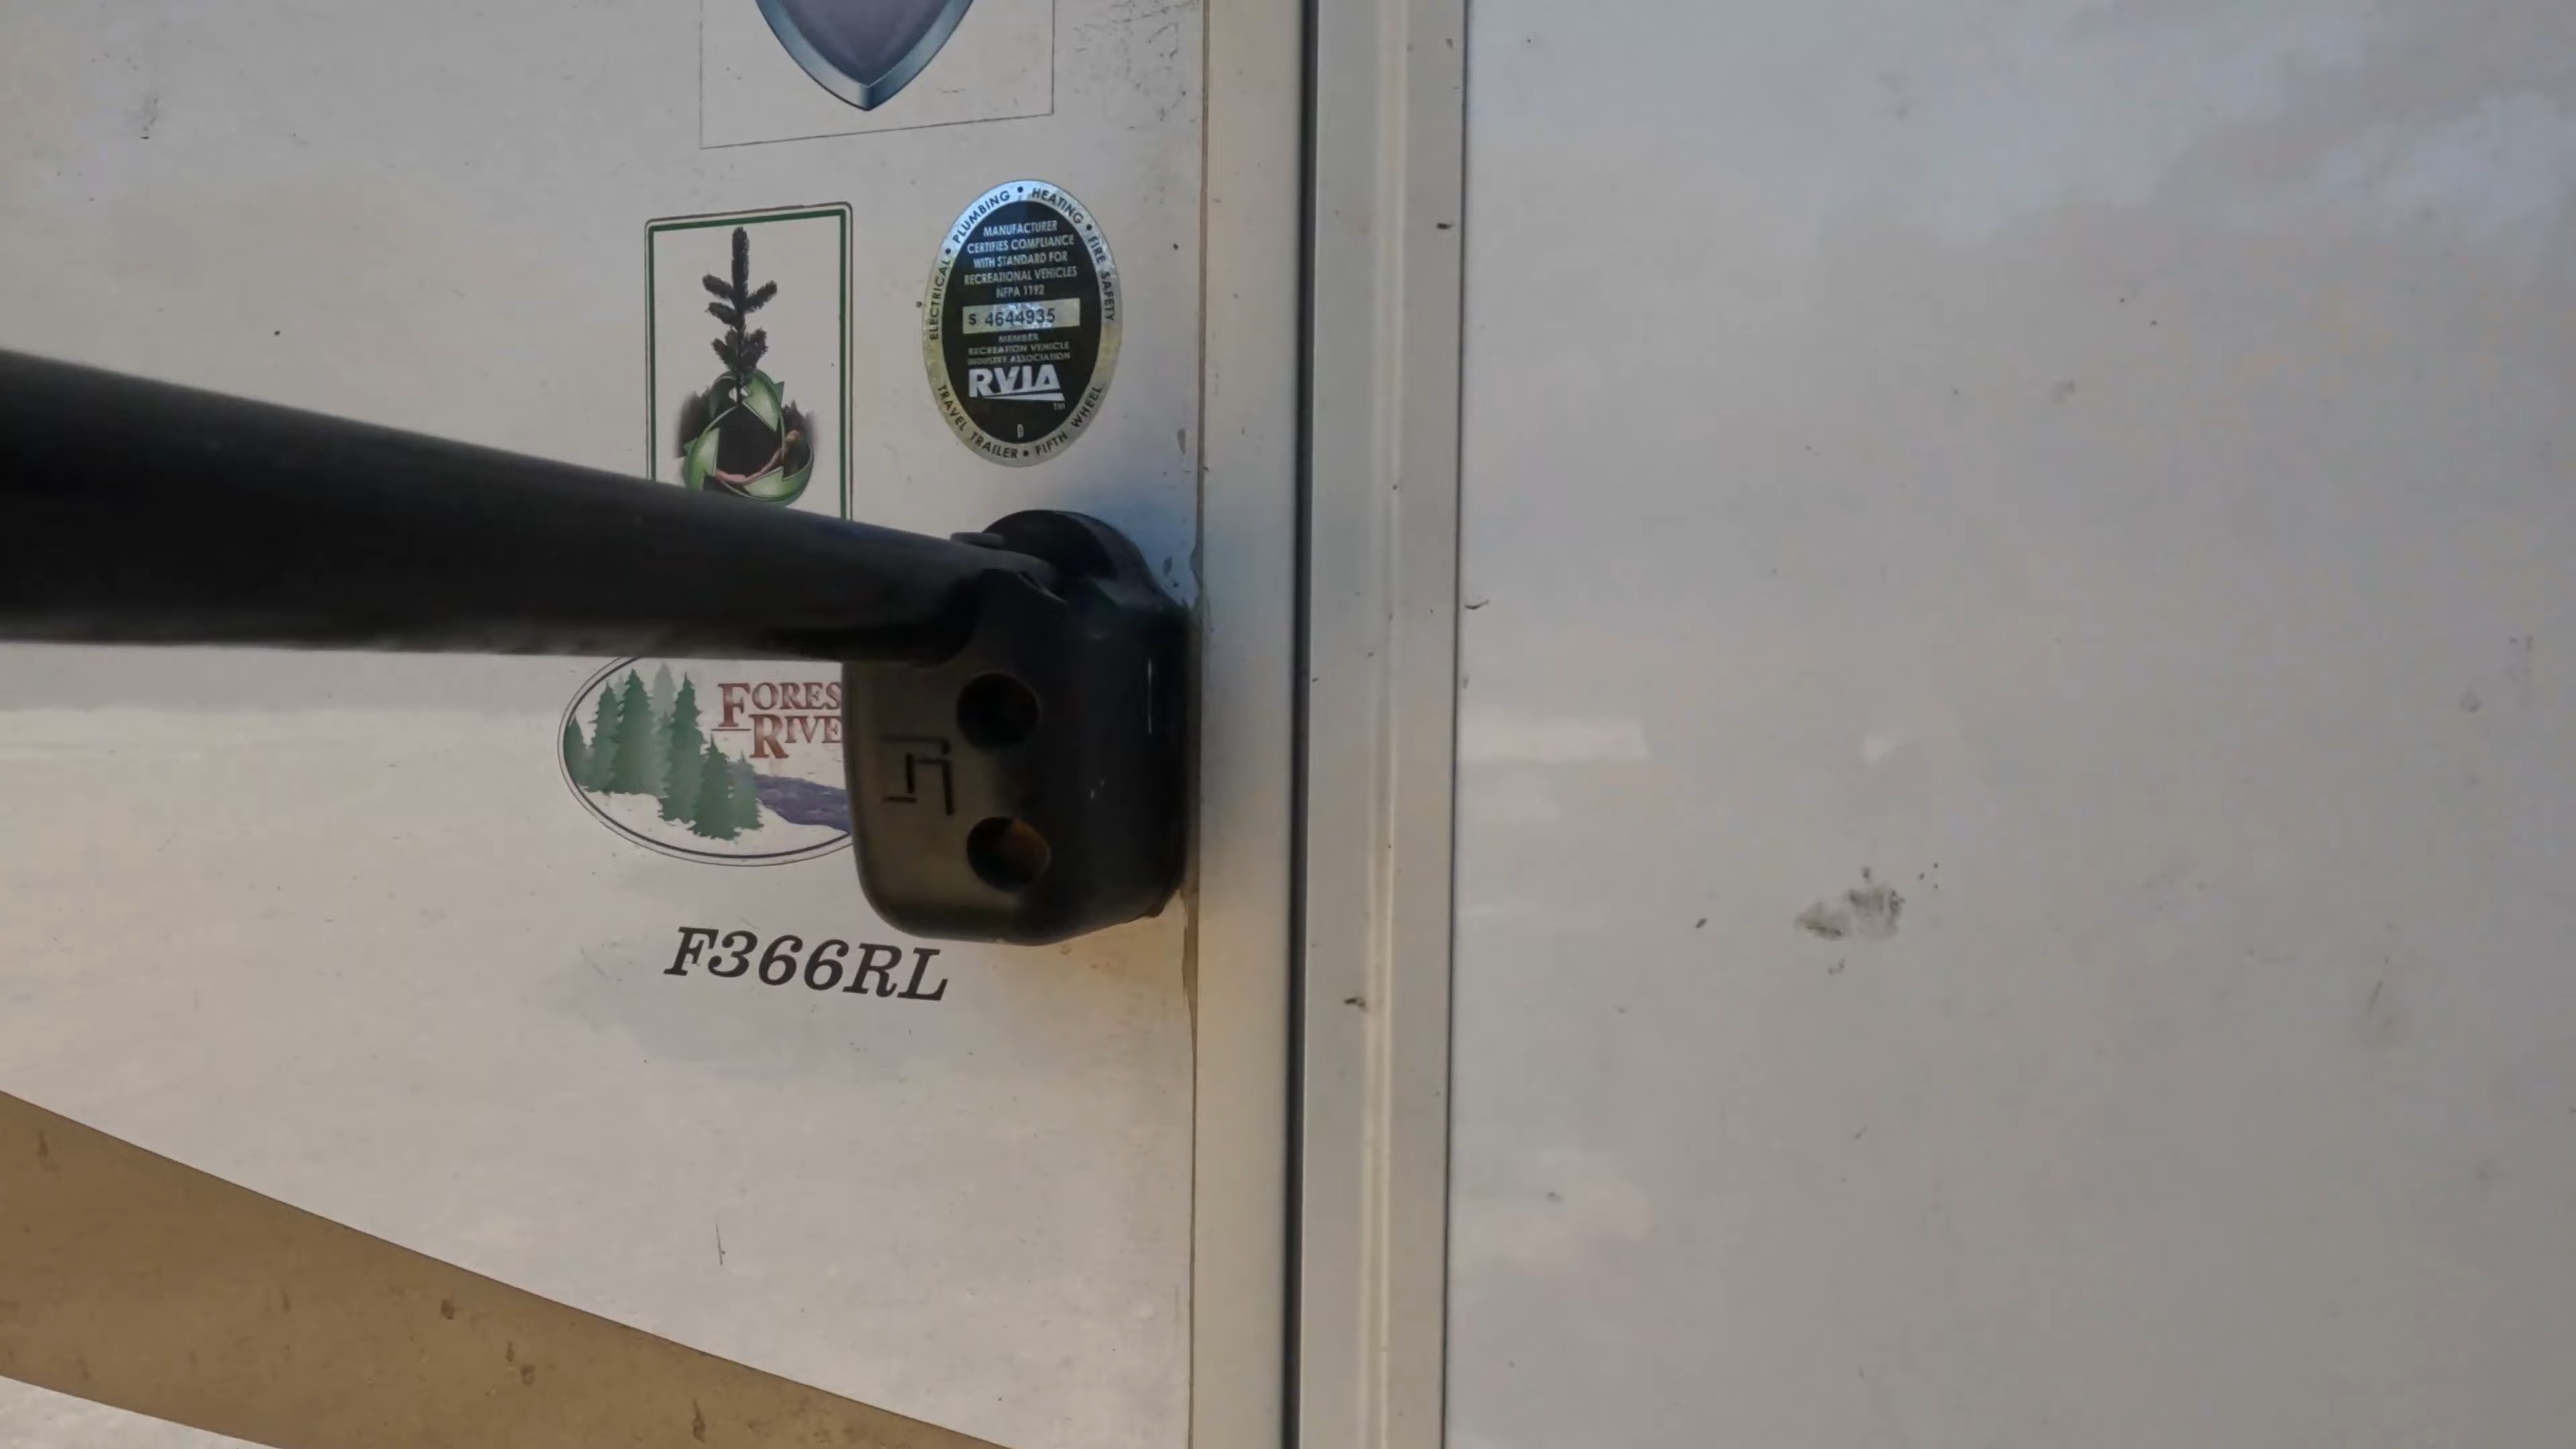 ELECTRICAL • PLUMBING • HEATING • FIRE SAFETY
MANUFACTURER
CERTIFIES COMPLIANCE
WITH STANDARD FOR
RECREATIONAL VEHICLES
NFPA 1192
S 4644935
MEMBER
RECREATION VEHICLE
INDUSTRY ASSOCIATION
RVIA
TM
D
TRAVEL TRAILER • FIFTH WHEEL
FORES
RIVE
F366RL